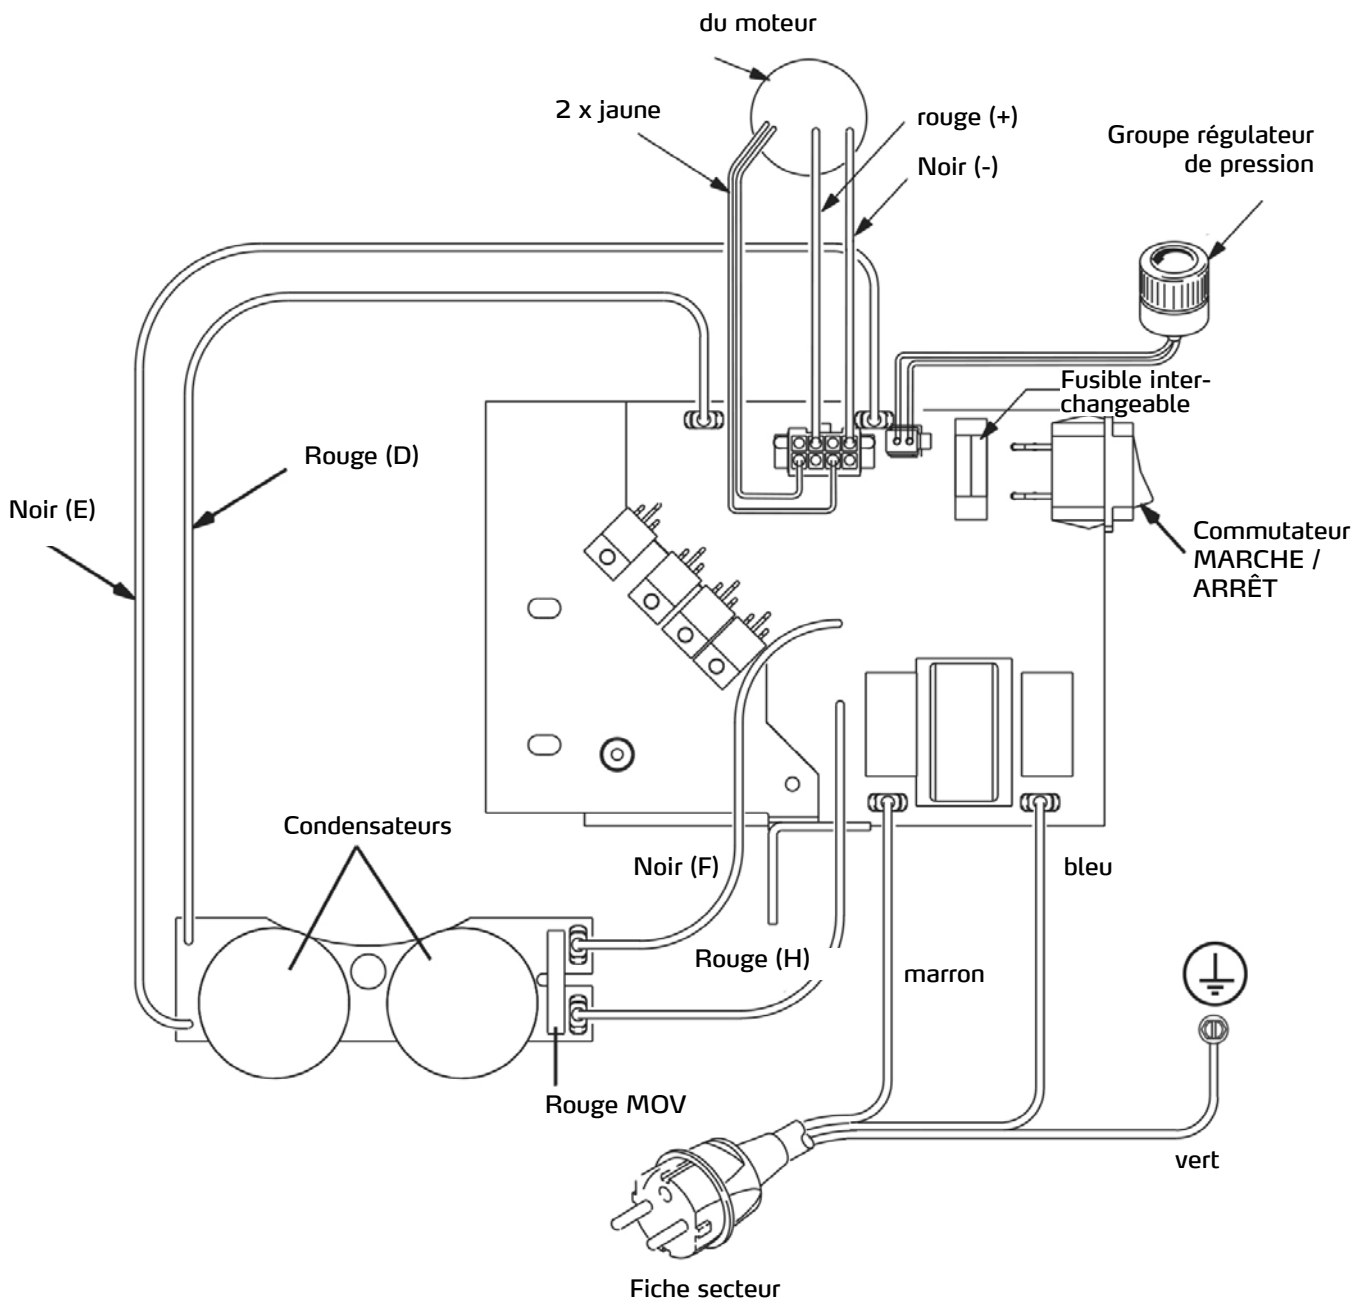 du moteur
2 x jaune
rouge (+)
Noir (-)
Groupe régulateur
de pression
Fusible inter-
changeable
Rouge (D)
Noir (E)
Commutateur
MARCHE /
ARRÊT
Condensateurs
Noir (F)
bleu
Rouge (H)
marron
Rouge MOV
vert
Fiche secteur